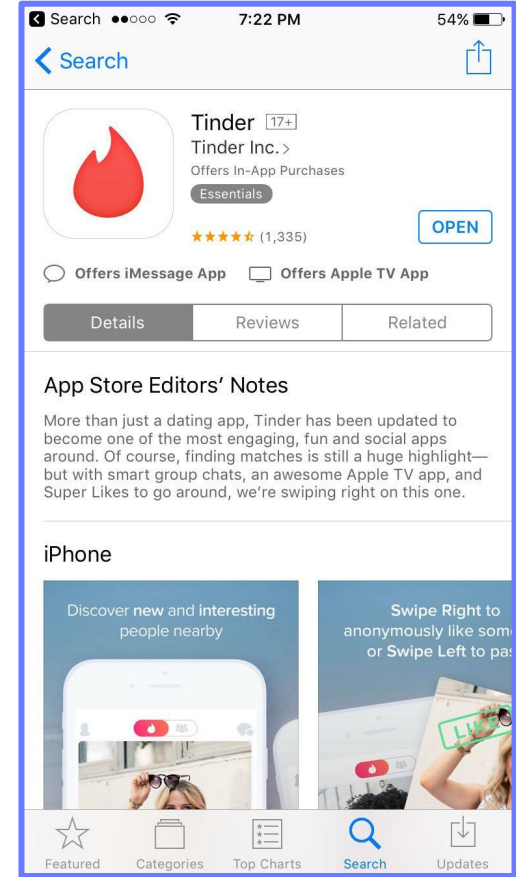 Search 7:22 PM 54%
Search
Tinder 17+
Tinder Inc.
Offers In-App Purchases
Essentials
(1,335)
OPEN
Offers iMessage App Offers Apple TV App
Details Reviews Related
App Store Editors' Notes
More than just a dating app, Tinder has been updated to
become one of the most engaging, fun and social apps
around. Of course, finding matches is still a huge highlight—
but with smart group chats, an awesome Apple TV app, and
Super Likes to go around, we're swiping right on this one.
iPhone
Discover new and interesting
people nearby
Swipe Right to
anonymously like som
or Swipe Left to pas
LIKE
Featured Categories Top Charts Search Updates